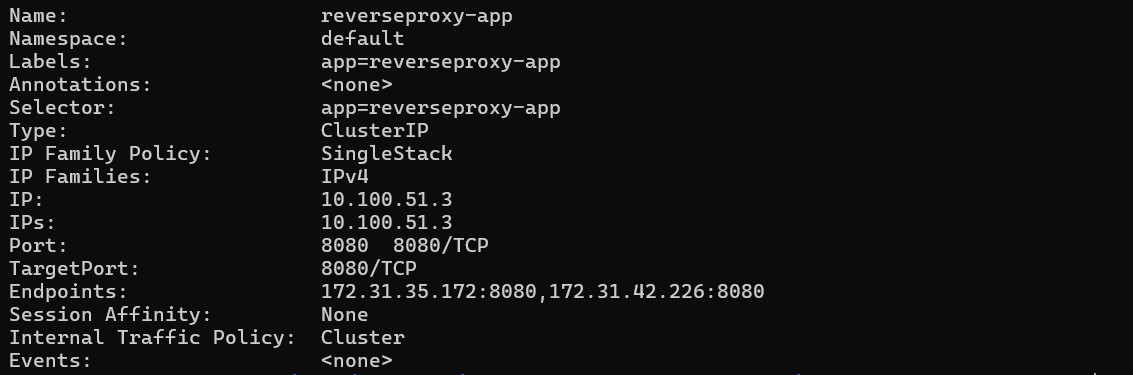 Name: reverseproxy-app
Namespace: default
Labels: app=reverseproxy-app
Annotations: <none>
Selector: app=reverseproxy-app
Type: ClusterIP
IP Family Policy: SingleStack
IP Families: IPv4
IP: 10.100.51.3
IPs: 10.100.51.3
Port: 8080  8080/TCP
TargetPort: 8080/TCP
Endpoints: 172.31.35.172:8080,172.31.42.226:8080
Session Affinity: None
Internal Traffic Policy: Cluster
Events: <none>